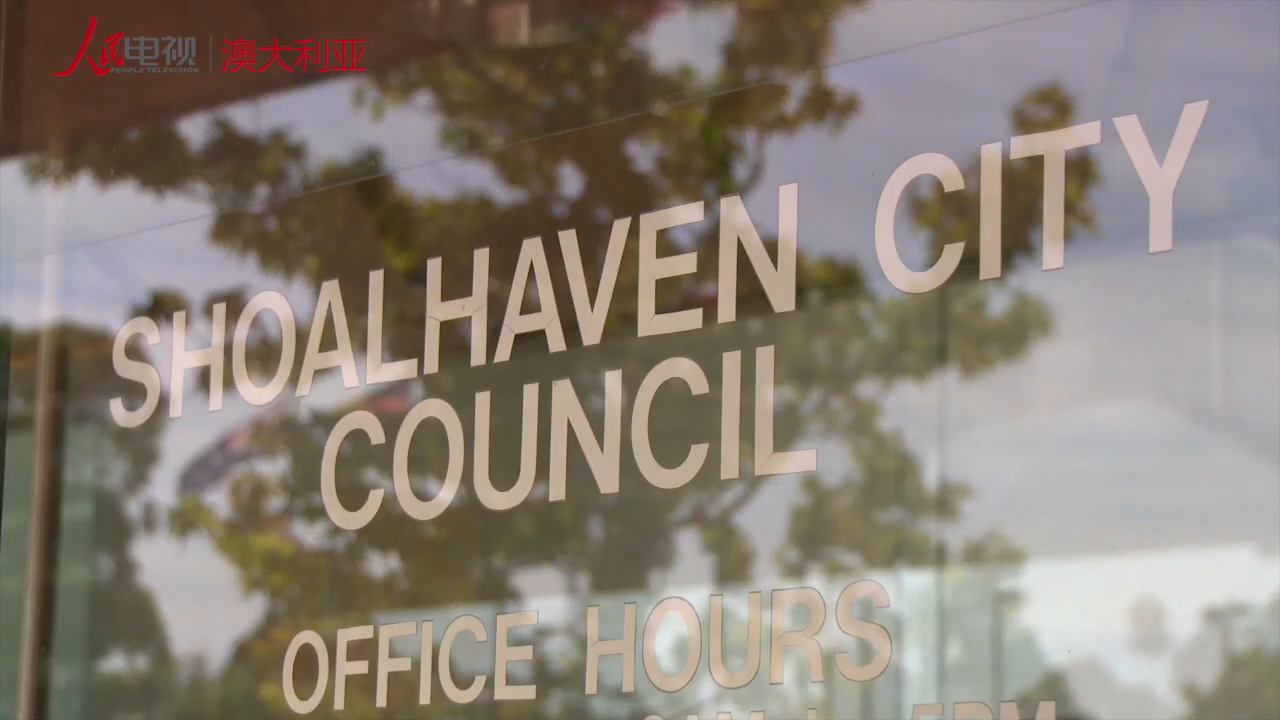 人民电视 澳大利亚
PEOPLE TELEVISION
SHOALHAVEN CITY
COUNCIL
OFFICE HOURS